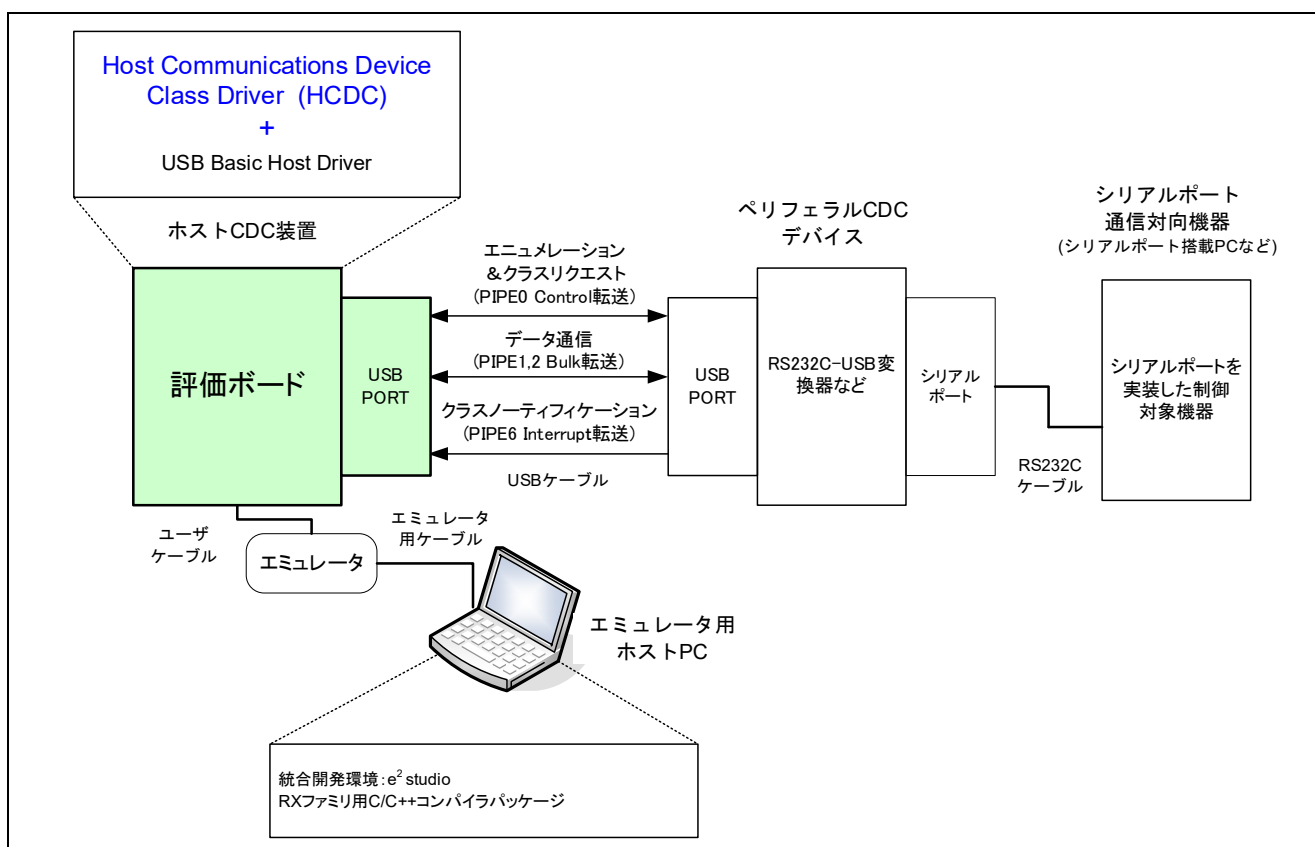 Host Communications Device
Class Driver (HCDC)
+
USB Basic Host Driver
ホストCDC装置
評価ボード
USB
PORT
エニュメレーション
&クラスリクエスト
(PIPE0 Control転送)
データ通信
(PIPE1,2 Bulk転送)
クラスノーティフィケーション
(PIPE6 Interrupt転送)
USBケーブル
ペリフェラルCDC
デバイス
USB
PORT
RS232C-USB変
換器など
シリアル
ポート
RS232C
ケーブル
シリアルポート
通信対向機器
(シリアルポート搭載PCなど)
シリアルポートを
実装した制御
対象機器
ユーザ
ケーブル
エミュレータ
エミュレータ
用ケーブル
エミュレータ用
ホストPC
統合開発環境:e² studio
RXファミリ用C/C++コンパイラパッケージ